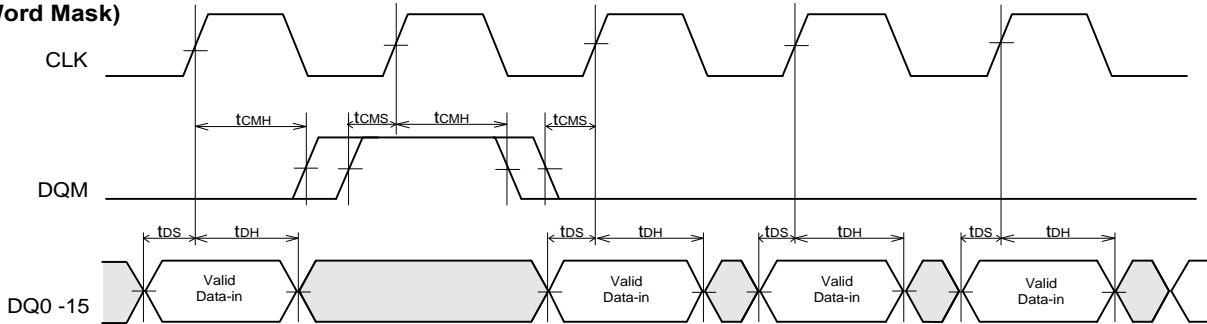 Word Mask)
CLK
tCMH tCMS tCMH tCMS
DQM
tDS tDH tDS tDH tDS tDH tDS tDH
Valid Data-in
Valid Data-in
Valid Data-in
Valid Data-in
DQ0 -15